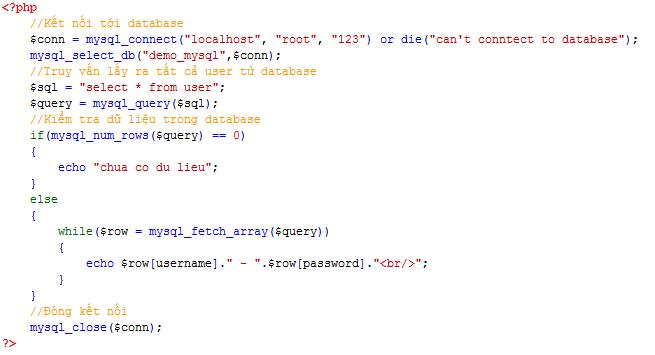 <?php
//Kết nối tới database
$conn = mysql_connect("localhost", "root", "123") or die("can't conntect to database");
mysql_select_db("demo_mysql",$conn);
//Truy vấn lấy ra tất cả user từ database
$sql = "select * from user";
$query = mysql_query($sql);
//Kiểm tra dữ liệu trong database
if(mysql_num_rows($query) == 0)
{
echo "chua co du lieu";
}
else
{
while($row = mysql_fetch_array($query))
{
echo $row[username]." - ".$row[password]."<br/>";
}
}
//Đóng kết nối
mysql_close($conn);
?>